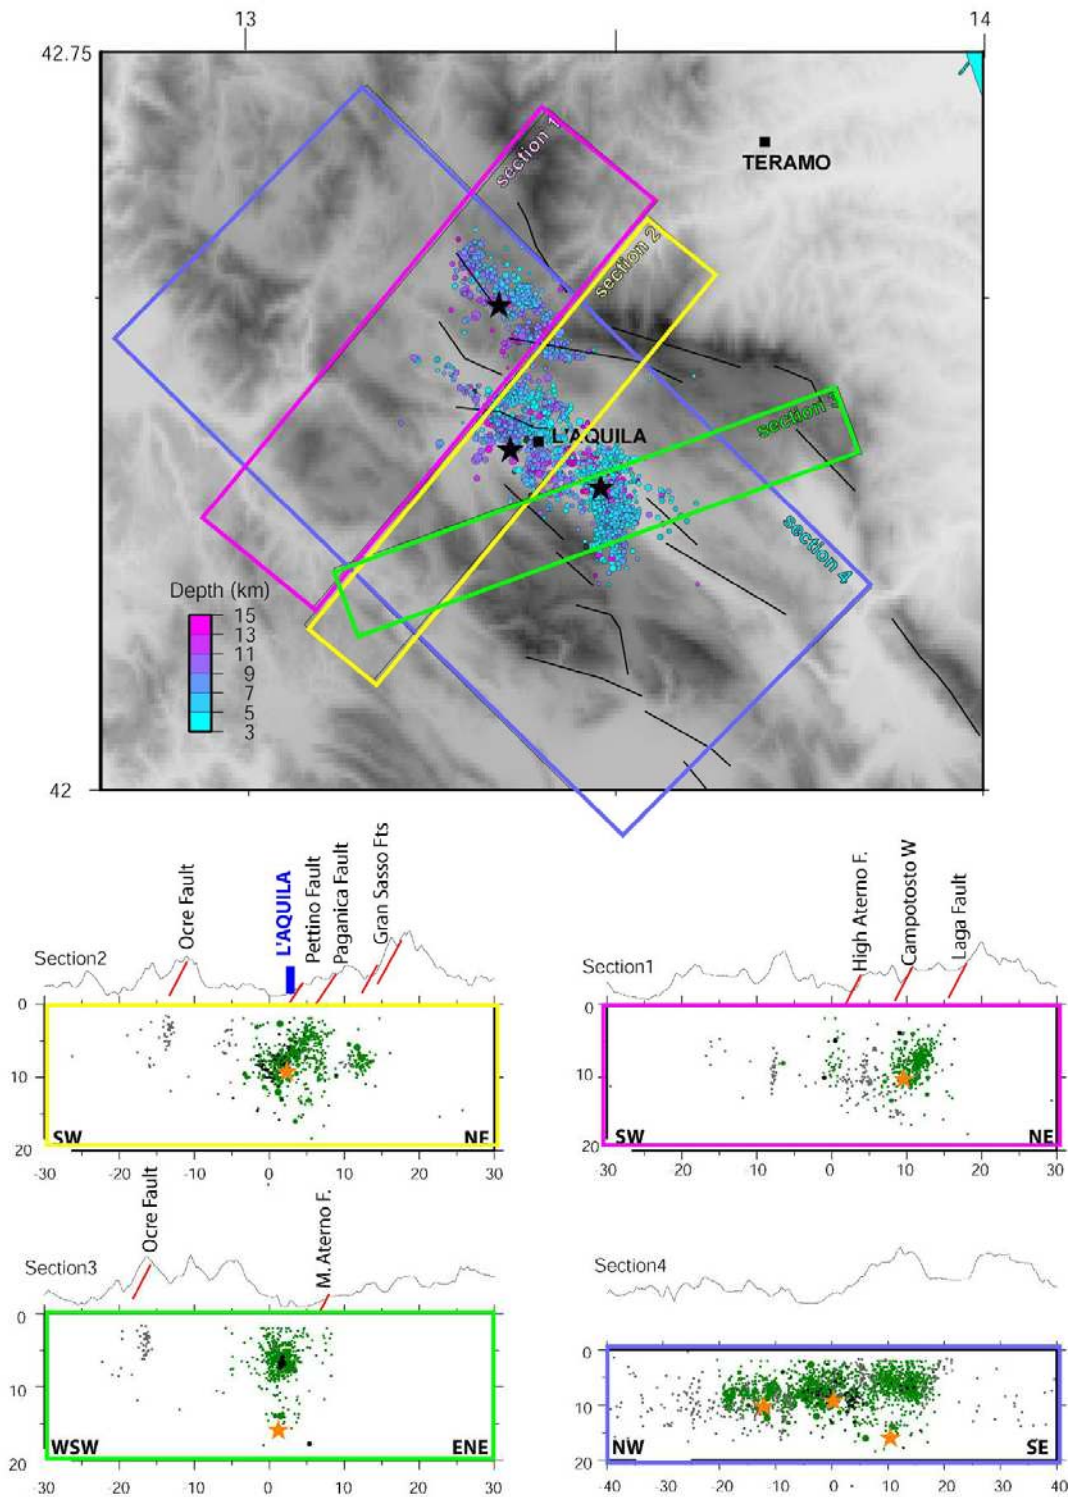 13
14
42.75
section 1
TERAMO
section 2
L'AQUILA
section 3
section 4
Depth (km)
15
13
11
9
7
5
3
42
Ocre Fault
L'AQUILA
Pettino Fault
Paganica Fault
Gran Sasso Fts
High Aterno F.
Campotosto W
Laga Fault
Section2
Section1
0
10
20
SW
NE
-30 -20 -10 0 10 20 30
0
10
20
SW
NE
-30 -20 -10 0 10 20 30
Ocre Fault
M. Aterno F.
Section3
Section4
0
10
20
WSW
ENE
-30 -20 -10 0 10 20 30
0
10
20
NW
SE
-40 -30 -20 -10 0 10 20 30 40